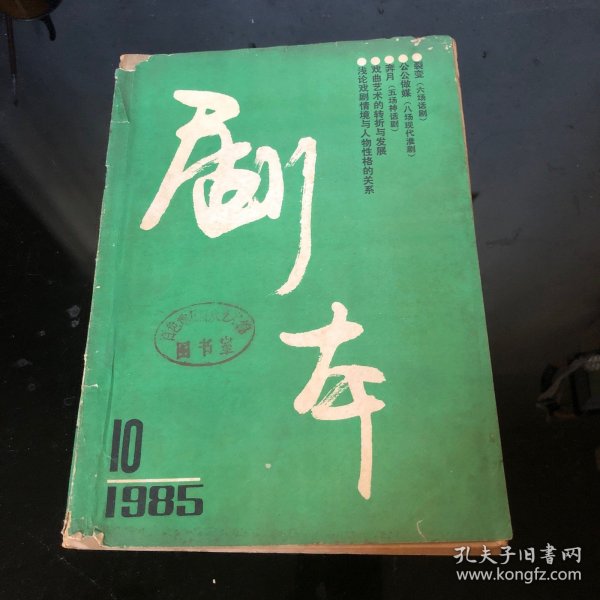 裂变（六场话剧）
公公做媒（八场现代淮剧）
奔月（五场神话剧）
戏曲艺术的转折与发展
浅论戏剧情境与人物性格的关系
剧本
图书室
10
1985
孔夫子旧书网
www.kongfz.com